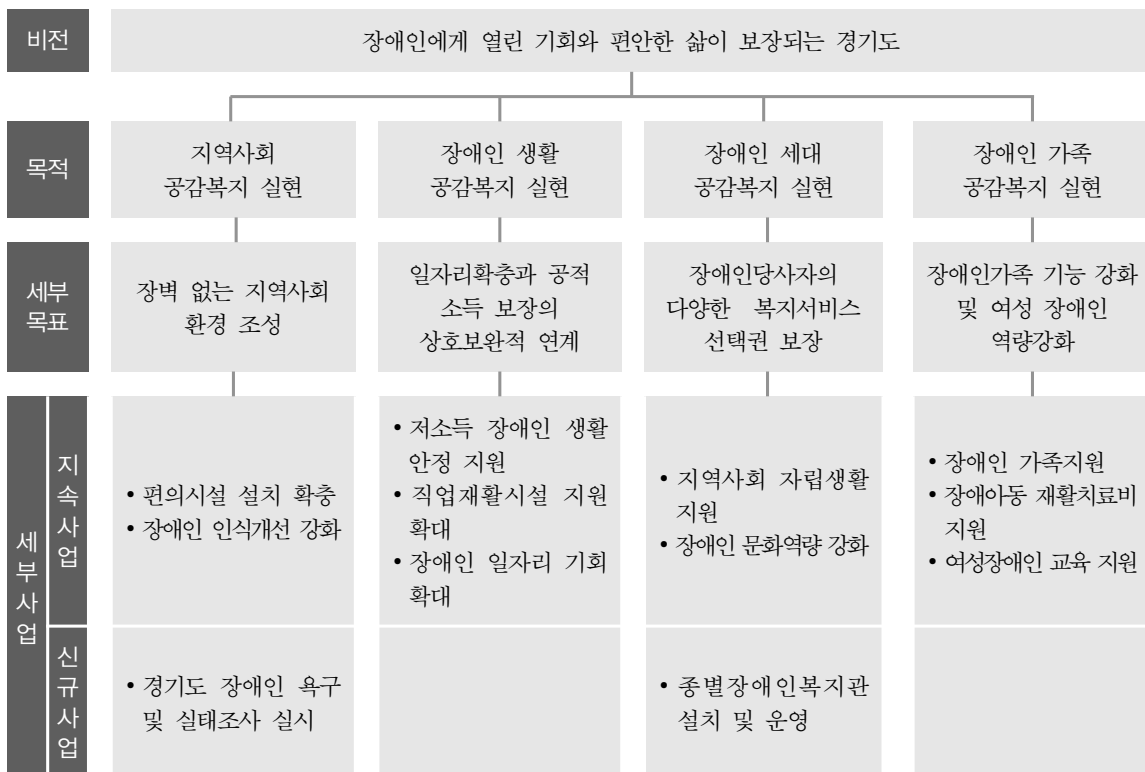 비전
장애인에게 열린 기회와 편안한 삶이 보장되는 경기도
목적
지역사회
공감복지 실현
장애인 생활
공감복지 실현
장애인 세대
공감복지 실현
장애인 가족
공감복지 실현
세부
목표
장벽 없는 지역사회
환경 조성
일자리확충과 공적
소득 보장의
상호보완적 연계
장애인당사자의
다양한 복지서비스
선택권 보장
장애인가족 기능 강화
및 여성 장애인
역량강화
세부사업
지속사업
• 편의시설 설치 확충
• 장애인 인식개선 강화
• 저소득 장애인 생활
안정 지원
• 직업재활시설 지원
확대
• 장애인 일자리 기회
확대
• 지역사회 자립생활
지원
• 장애인 문화역량 강화
• 장애인 가족지원
• 장애아동 재활치료비
지원
• 여성장애인 교육 지원
신규사업
• 경기도 장애인 욕구
및 실태조사 실시
• 종별장애인복지관
설치 및 운영